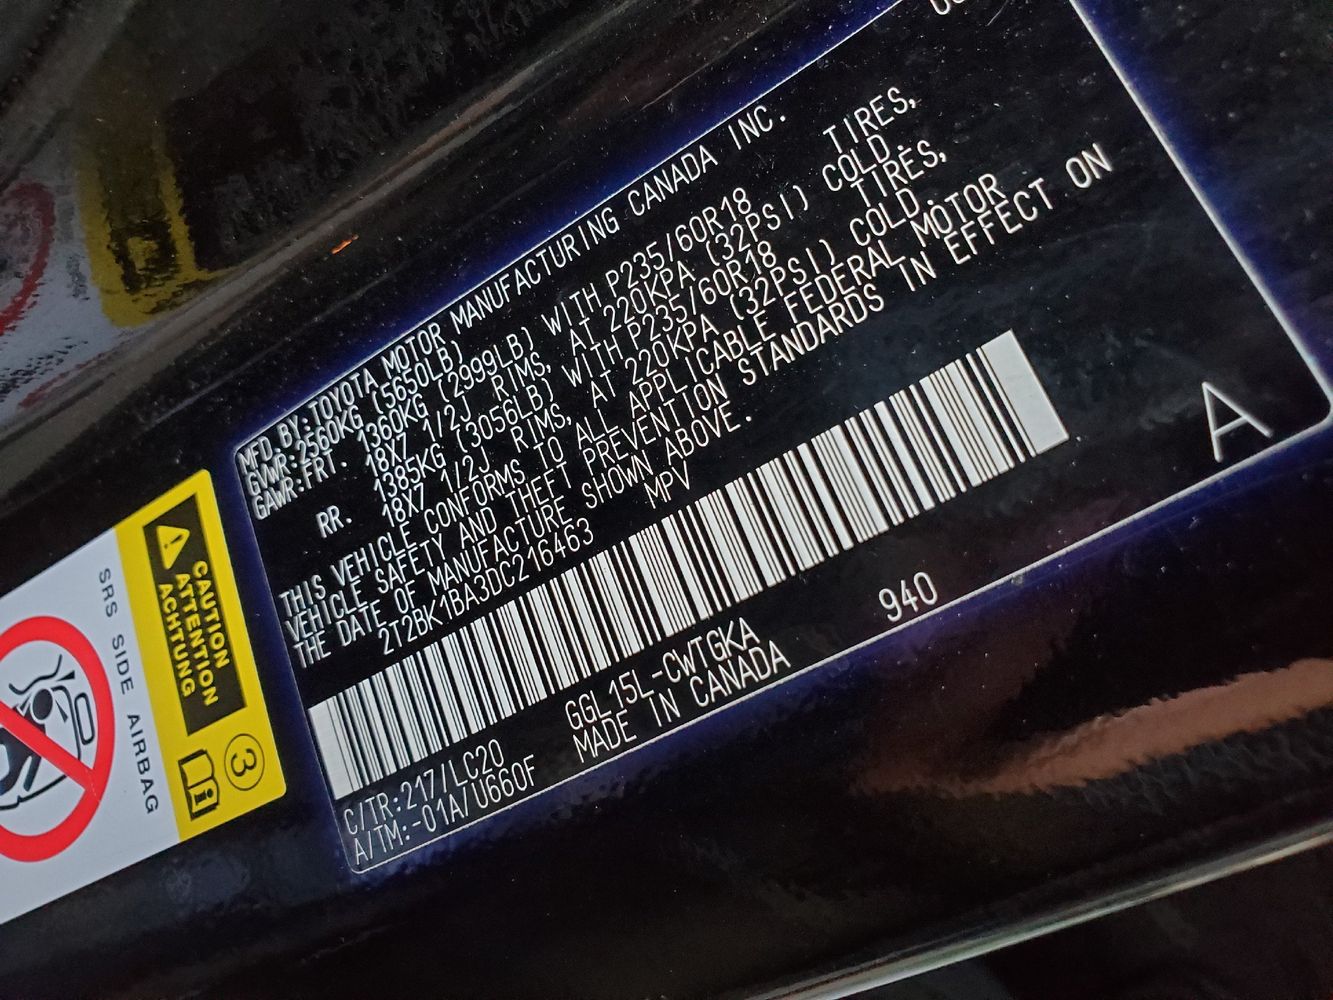 MFD. BY: TOYOTA MOTOR MANUFACTURING CANADA INC.
GVWR: 2560KG (5650LB)
GAWR: FRT. 1360KG (2999LB) WITH P235/60R18 TIRES,
18X7 1/2J RIMS, AT 220KPA (32PSI) COLD.
RR. 1385KG (3056LB) WITH P235/60R18 TIRES,
18X7 1/2J RIMS, AT 220KPA (32PSI) COLD.
THIS VEHICLE CONFORMS TO ALL APPLICABLE FEDERAL MOTOR
VEHICLE SAFETY AND THEFT PREVENTION STANDARDS IN EFFECT ON
THE DATE OF MANUFACTURE SHOWN ABOVE.
2T2BK1BA3DC216463 MPV
A
C/TR:217/LC20 GGL15L-CWTGKA 940
A/TM:-01A/U660F MADE IN CANADA
CAUTION
ATTENTION
ACHTUNG
3
SRS SIDE AIRBAG